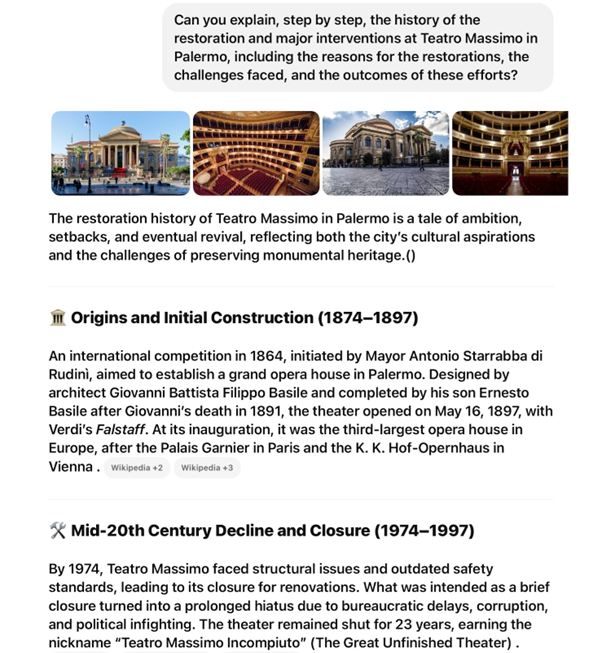 Can you explain, step by step, the history of the
restoration and major interventions at Teatro Massimo in
Palermo, including the reasons for the restorations, the
challenges faced, and the outcomes of these efforts?
The restoration history of Teatro Massimo in Palermo is a tale of ambition,
setbacks, and eventual revival, reflecting both the city's cultural aspirations
and the challenges of preserving monumental heritage.()
🏛️ Origins and Initial Construction (1874–1897)
An international competition in 1864, initiated by Mayor Antonio Starrabba di
Rudinì, aimed to establish a grand opera house in Palermo. Designed by
architect Giovanni Battista Filippo Basile and completed by his son Ernesto
Basile after Giovanni's death in 1891, the theater opened on May 16, 1897, with
Verdi's Falstaff. At its inauguration, it was the third-largest opera house in
Europe, after the Palais Garnier in Paris and the K. K. Hof-Opernhaus in
Vienna . Wikipedia +2 Wikipedia +3
🛠️ Mid-20th Century Decline and Closure (1974–1997)
By 1974, Teatro Massimo faced structural issues and outdated safety
standards, leading to its closure for renovations. What was intended as a brief
closure turned into a prolonged hiatus due to bureaucratic delays, corruption,
and political infighting. The theater remained shut for 23 years, earning the
nickname “Teatro Massimo Incompiuto” (The Great Unfinished Theater) .